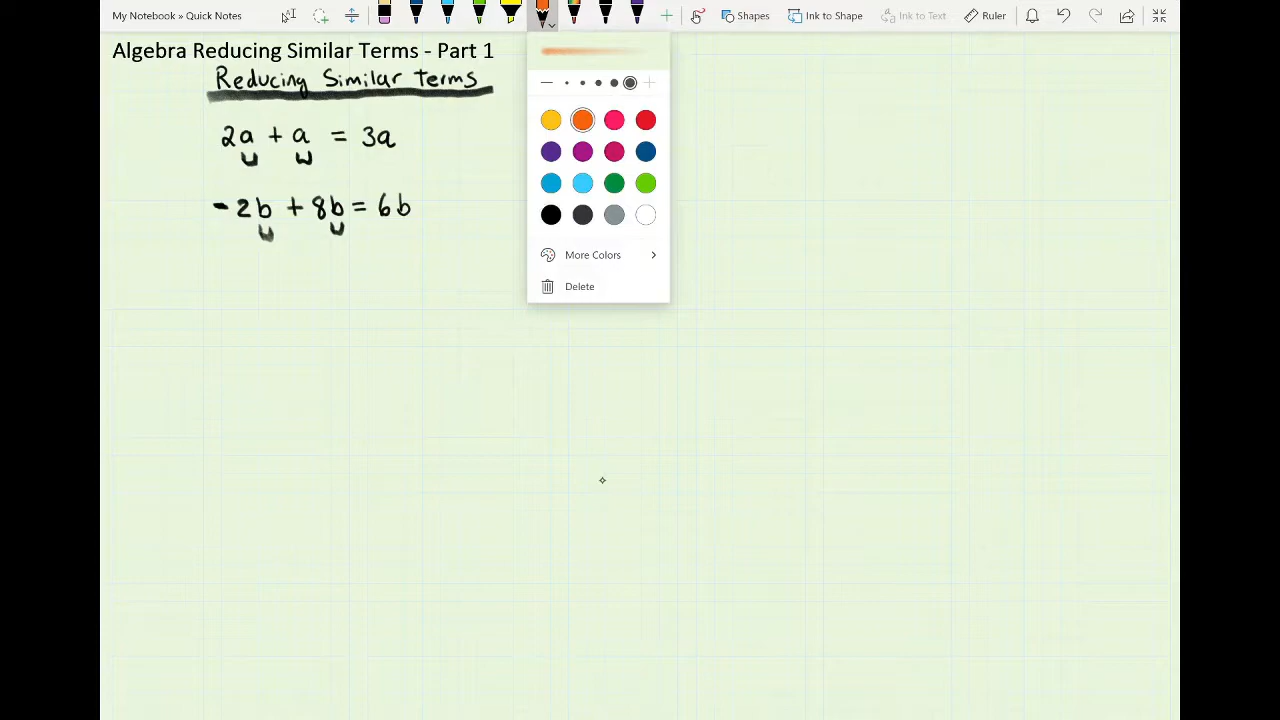 My Notebook » Quick Notes
Shapes
Ink to Shape
Ink to Text
Ruler
Algebra Reducing Similar Terms - Part 1
Reducing Similar Terms
2a + a = 3a
-2b + 8b = 6b
More Colors
Delete